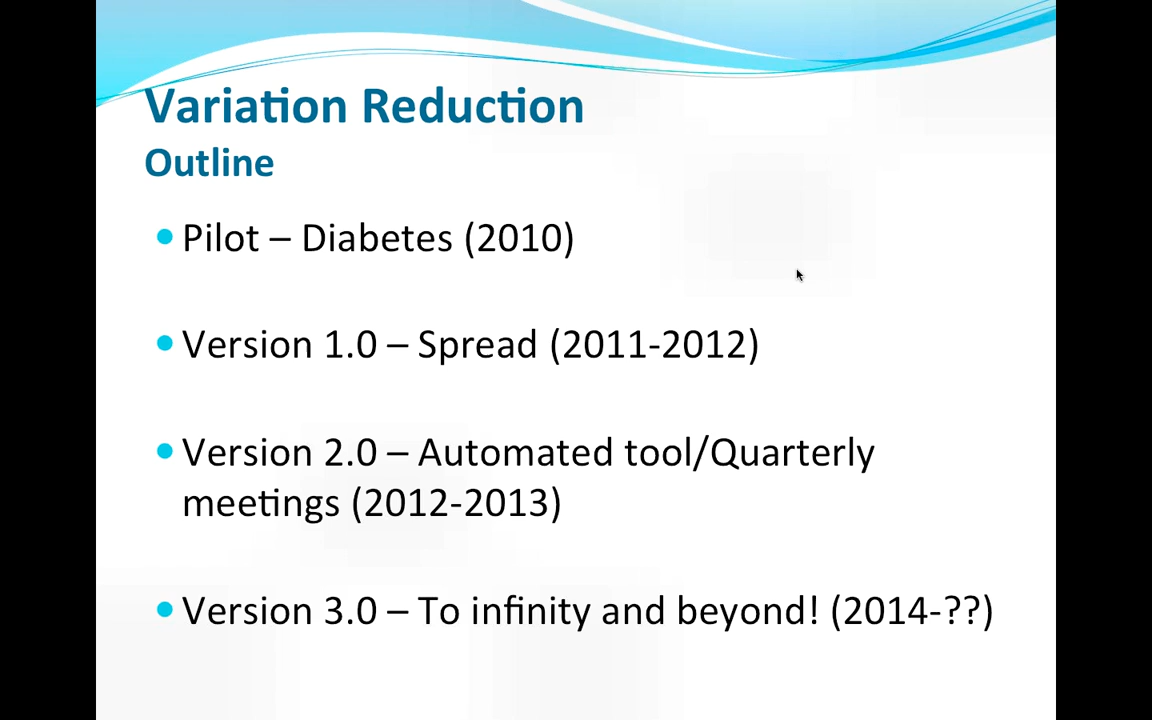 Variation Reduction
Outline
• Pilot – Diabetes (2010)
• Version 1.0 – Spread (2011-2012)
• Version 2.0 – Automated tool/Quarterly
meetings (2012-2013)
• Version 3.0 – To infinity and beyond! (2014-??)